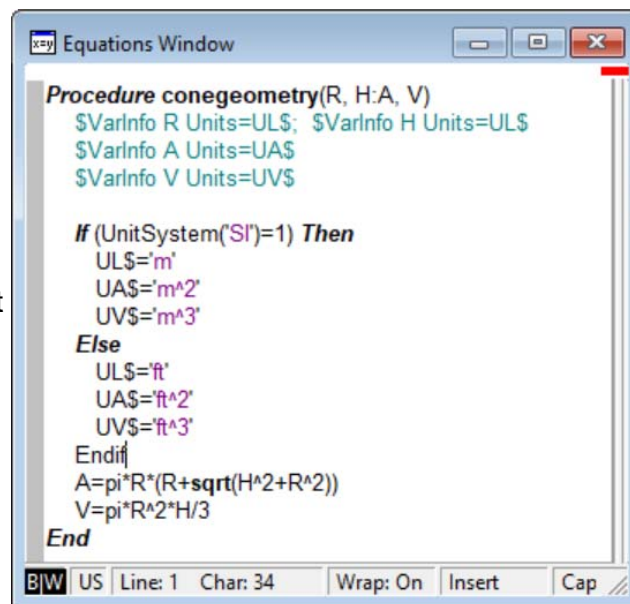 x=y Equations Window
Procedure conegeometry(R, H:A, V)
$VarInfo R Units=UL$; $VarInfo H Units=UL$
$VarInfo A Units=UA$
$VarInfo V Units=UV$
If (UnitSystem('SI')=1) Then
UL$='m'
UA$='m^2'
UV$='m^3'
t
Else
UL$='ft'
UA$='ft^2'
UV$='ft^3'
Endif
A=pi*R*(R+sqrt(H^2+R^2))
V=pi*R^2*H/3
End
B|W US Line: 1 Char: 34 Wrap: On Insert Cap